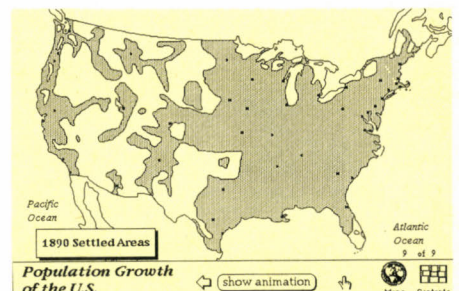 Pacific
Ocean
1890 Settled Areas
Atlantic
Ocean
9 of 9
Population Growth
of the U.S.
show animation